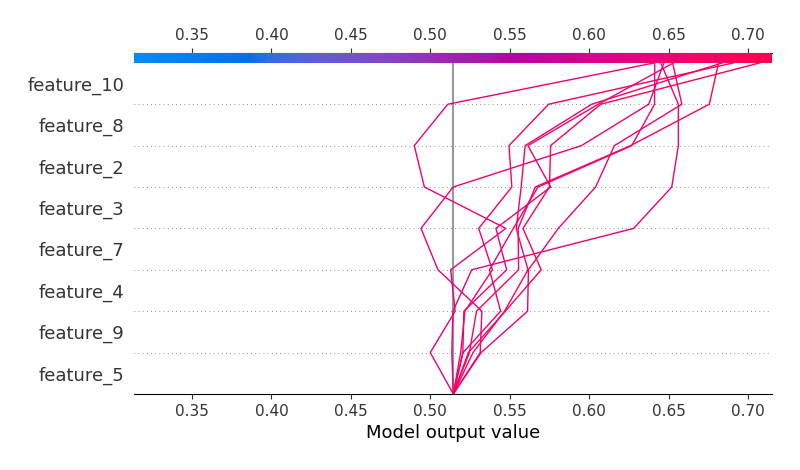 0.35 0.40 0.45 0.50 0.55 0.60 0.65 0.70
feature_10
feature_8
feature_2
feature_3
feature_7
feature_4
feature_9
feature_5
0.35 0.40 0.45 0.50 0.55 0.60 0.65 0.70
Model output value